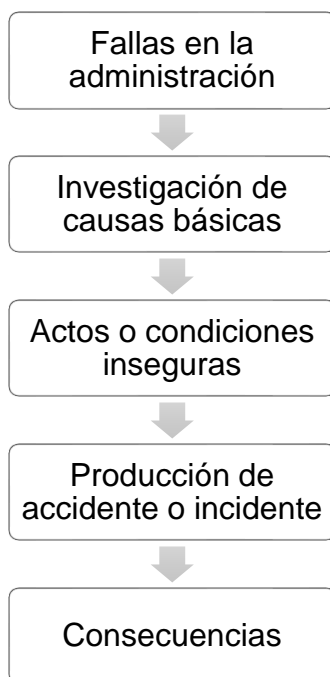 Fallas en la
administración
Investigación de
causas básicas
Actos o condiciones
inseguras
Producción de
accidente o incidente
Consecuencias